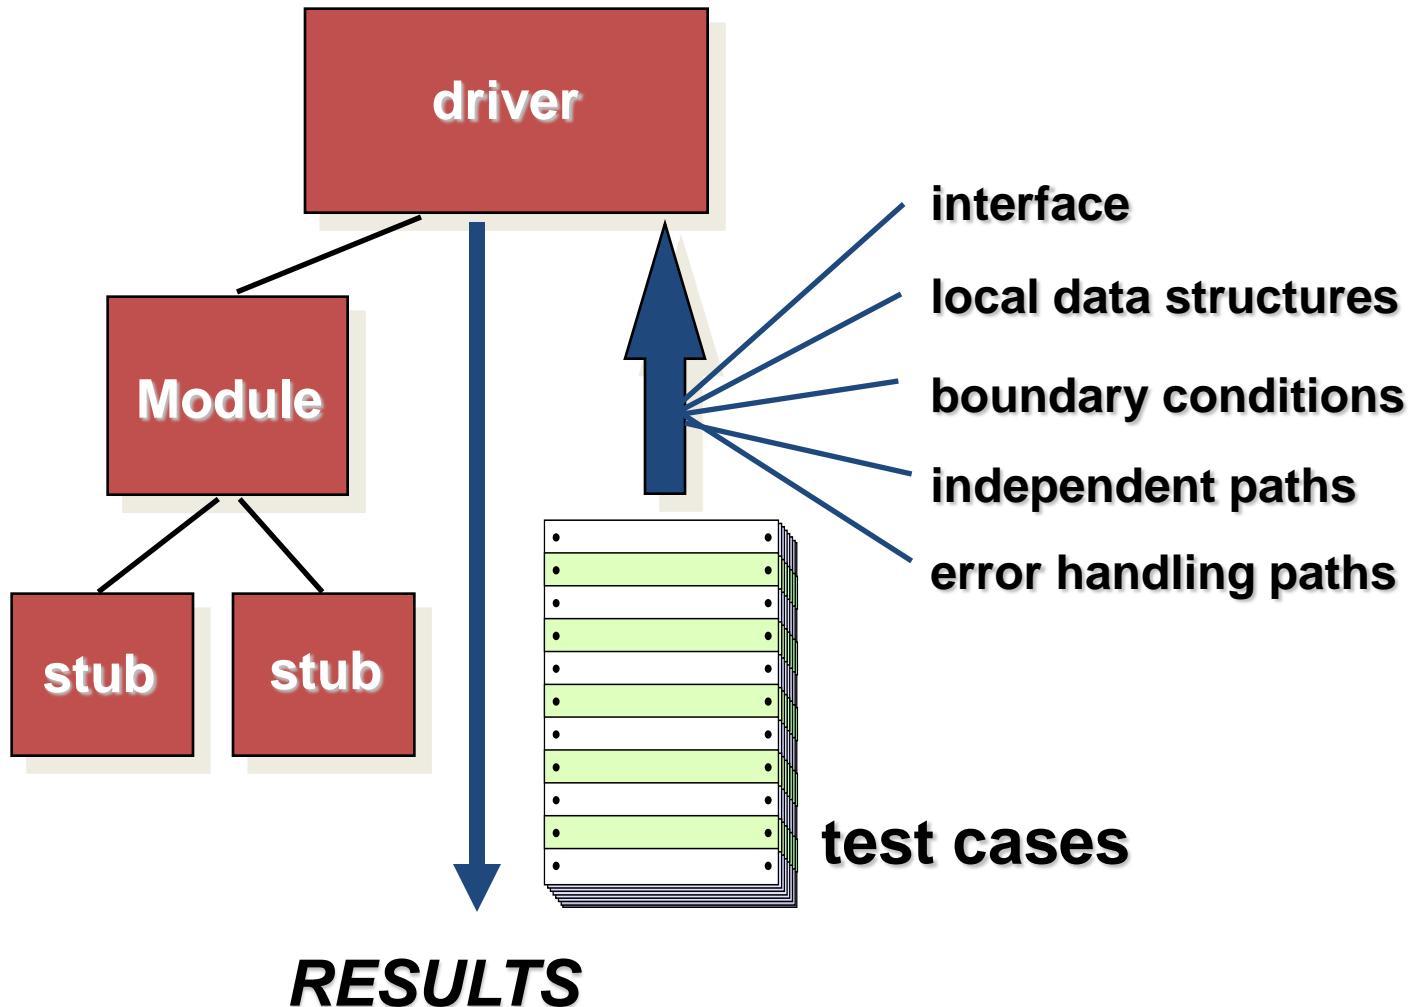 driver
interface
local data structures
Module
boundary conditions
independent paths
error handling paths
stub
stub
test cases
RESULTS